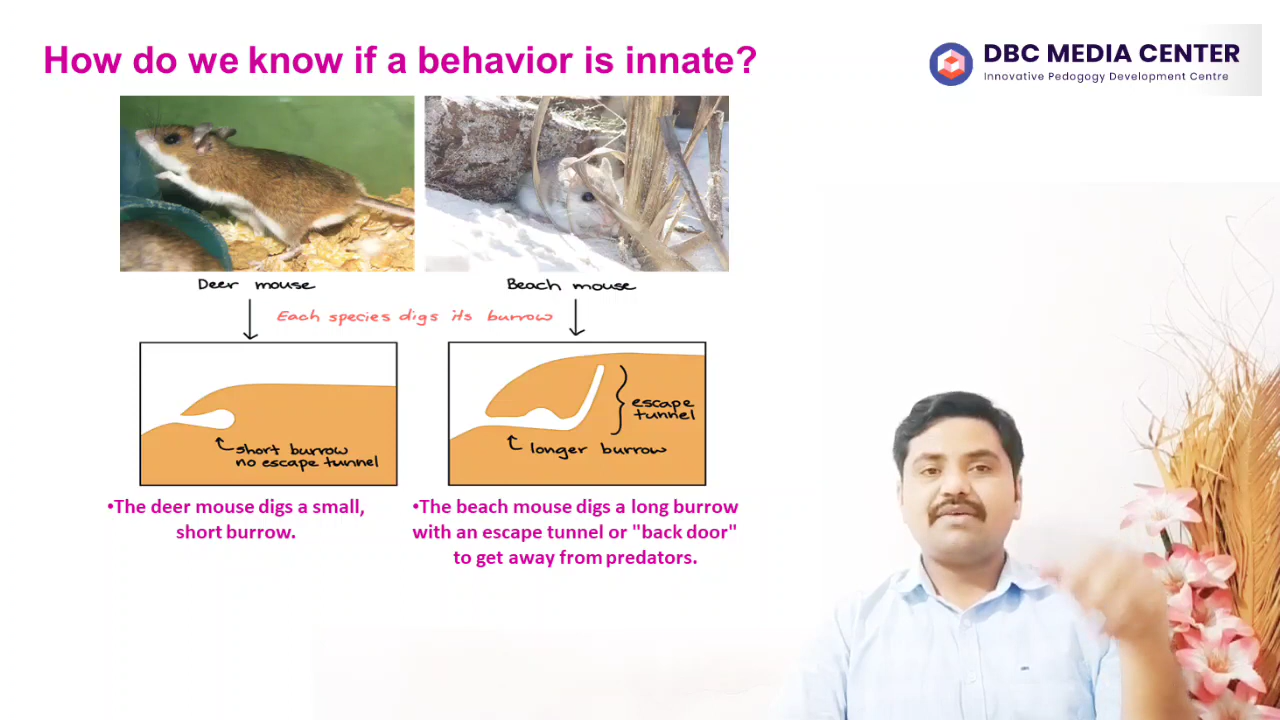 How do we know if a behavior is innate?
DBC MEDIA CENTER
Innovative Pedogogy Development Centre
Deer mouse
Beach mouse
Each species digs its burrow
short burrow
no escape tunnel
escape
tunnel
longer burrow
•The deer mouse digs a small,
short burrow.
•The beach mouse digs a long burrow
with an escape tunnel or "back door"
to get away from predators.